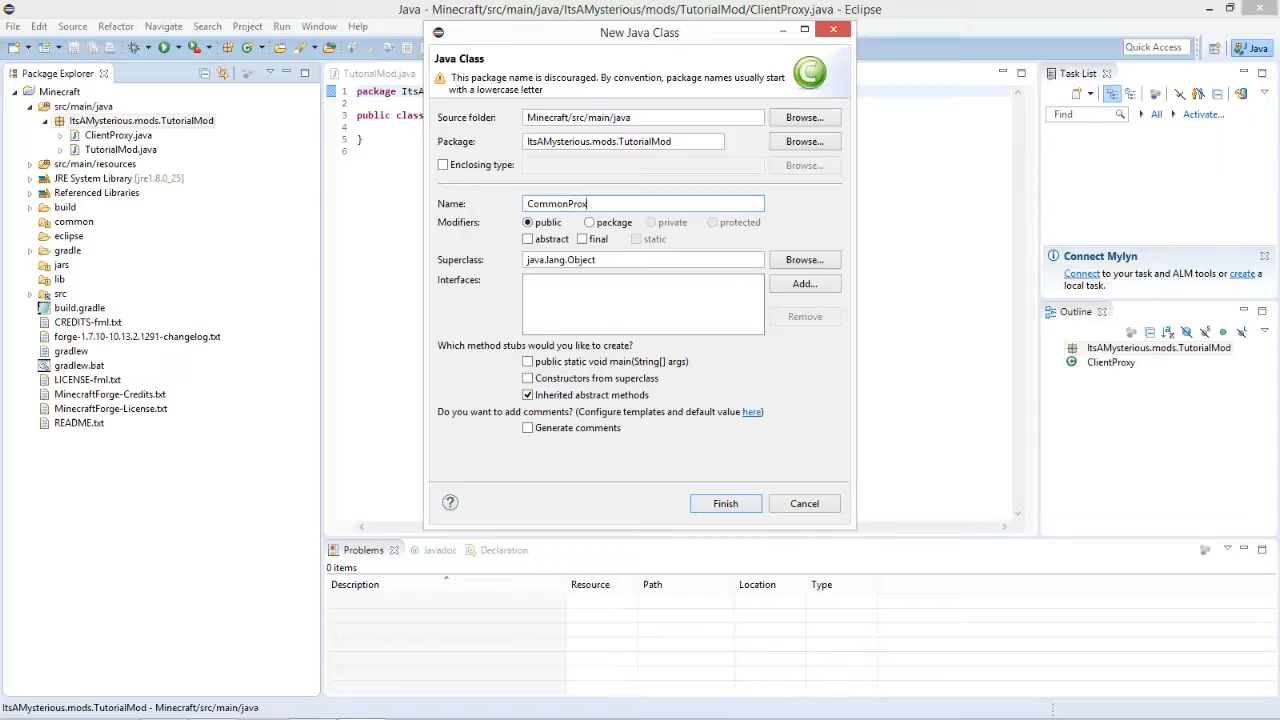 Java - Minecraft/src/main/java/ItsAMysterious/mods/TutorialMod/ClientProxy.java - Eclipse
File Edit Source Refactor Navigate Search Project Run Window Help
Quick Access
Java
Package Explorer
Minecraft
src/main/java
ItsAMysterious.mods.TutorialMod
ClientProxy.java
TutorialMod.java
src/main/resources
JRE System Library [jre1.8.0_25]
Referenced Libraries
build
common
eclipse
gradle
jars
lib
src
build.gradle
CREDITS-fml.txt
forge-1.7.10-10.13.2.1291-changelog.txt
gradlew
gradlew.bat
LICENSE-fml.txt
MinecraftForge-Credits.txt
MinecraftForge-License.txt
README.txt
TutorialMod.java
1 package ItsA
2
3 public class
4
5 }
6
New Java Class
Java Class
This package name is discouraged. By convention, package names usually start
with a lowercase letter
Source folder: Minecraft/src/main/java Browse...
Package: ItsAMysterious.mods.TutorialMod Browse...
Enclosing type: Browse...
Name: CommonProx
Modifiers: public package private protected
abstract final static
Superclass: java.lang.Object Browse...
Interfaces: Add...
Remove
Which method stubs would you like to create?
public static void main(String[] args)
Constructors from superclass
Inherited abstract methods
Do you want to add comments? (Configure templates and default value here)
Generate comments
Finish Cancel
Task List
Find All Activate...
Connect Mylyn
Connect to your task and ALM tools or create a
local task.
Outline
ItsAMysterious.mods.TutorialMod
ClientProxy
Problems Javadoc Declaration
0 items
Description Resource Path Location Type
ItsAMysterious.mods.TutorialMod - Minecraft/src/main/java